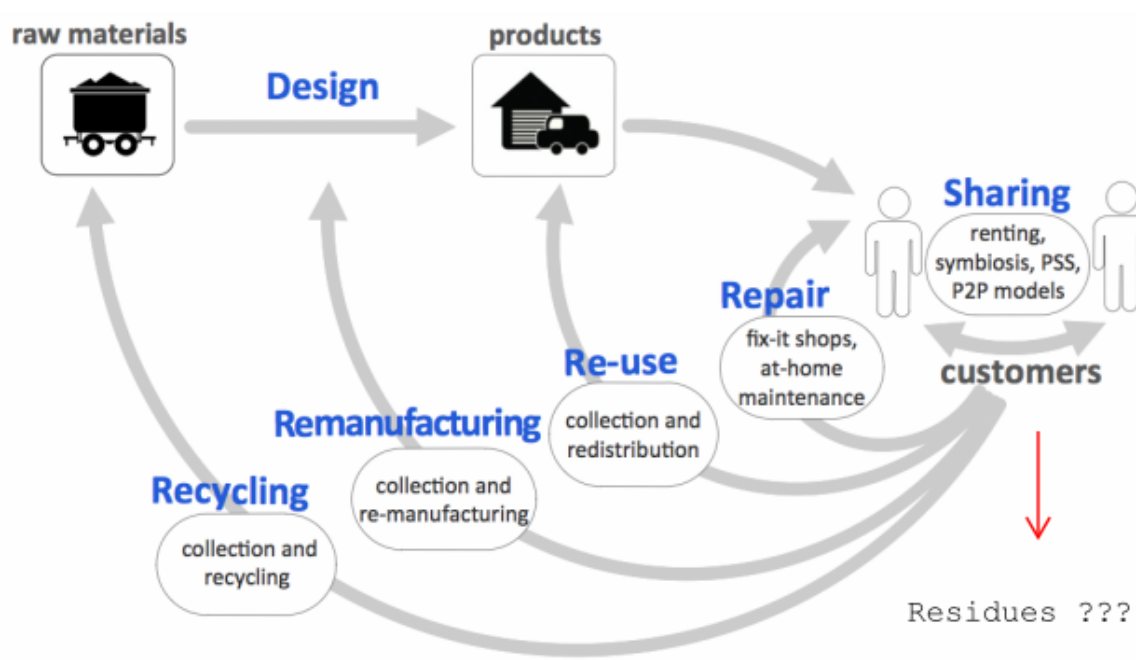 raw materials
products
Design
Sharing
renting,
symbiosis, PSS,
P2P models
Repair
fix-it shops,
at-home
maintenance
customers
Re-use
collection and
redistribution
Remanufacturing
collection and
re-manufacturing
Recycling
collection and
recycling
Residues ???